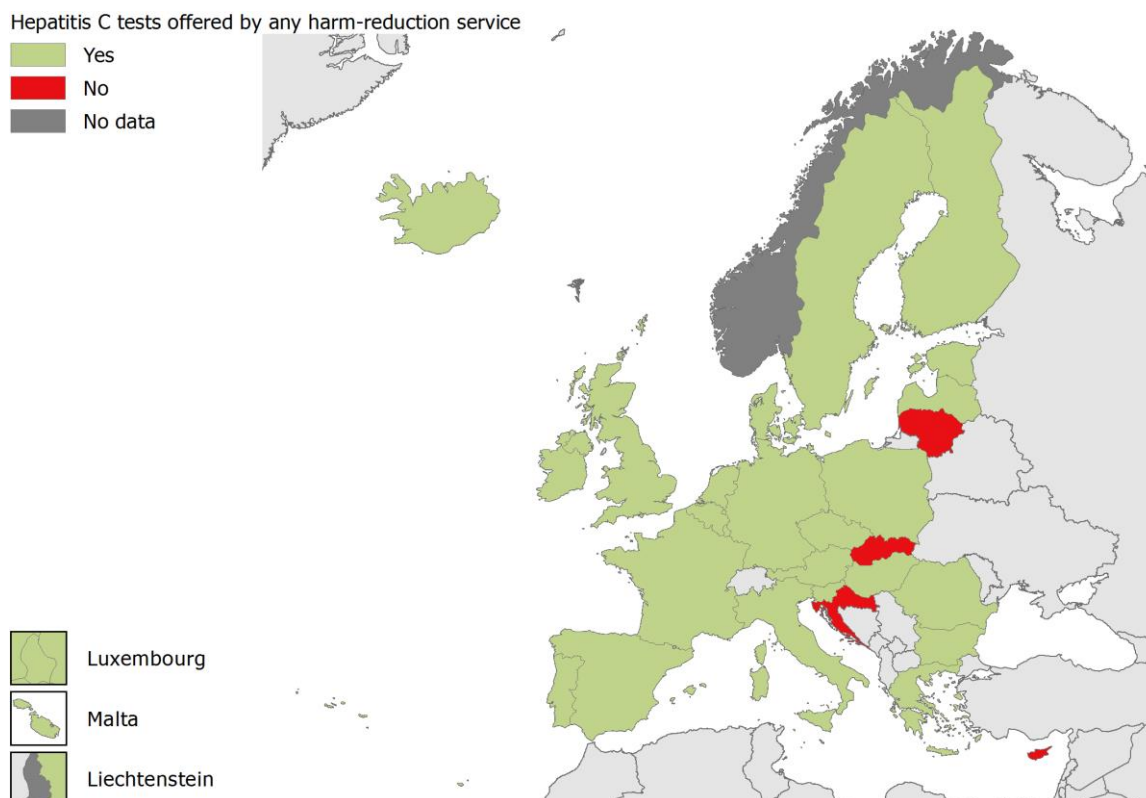 Hepatitis C tests offered by any harm-reduction service
Yes
No
No data
Luxembourg
Malta
Liechtenstein